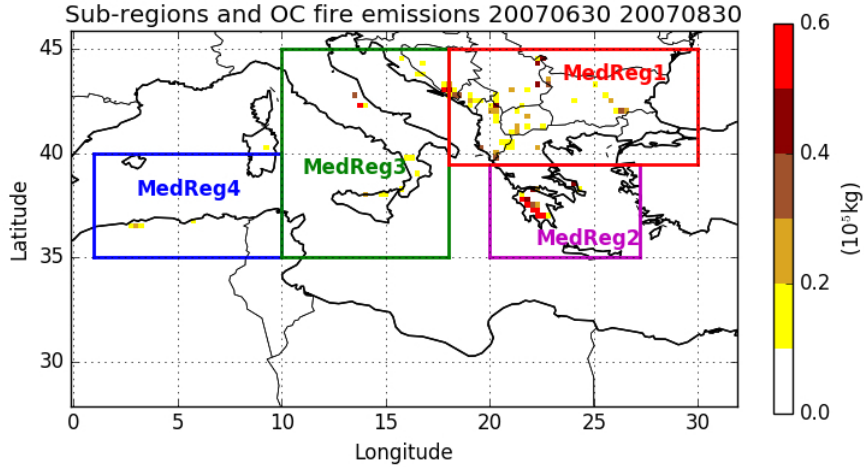 Sub-regions and OC fire emissions 20070630 20070830
45
40
35
30
Latitude
0
5
10
15
20
25
30
Longitude
MedReg1
MedReg3
MedReg4
MedReg2
0.6
0.4
0.2
0.0
(10⁵kg)